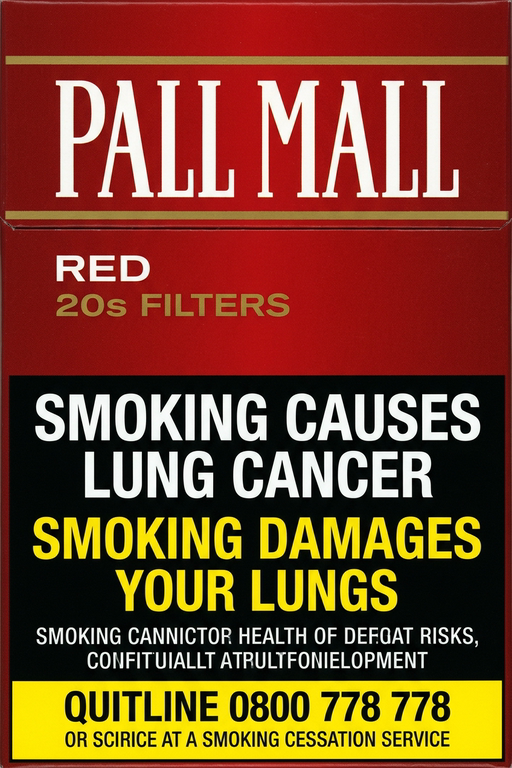 PALL MALL
RED
20s FILTERS
SMOKING CAUSES
LUNG CANCER
SMOKING DAMAGES
YOUR LUNGS
SMOKING CANNICTOR HEALTH OF DEFGAT RISKS,
CONFITUIALLT ATRULTFONIELOPMENT
QUITLINE 0800 778 778
OR SCIRICE AT A SMOKING CESSATION SERVICE